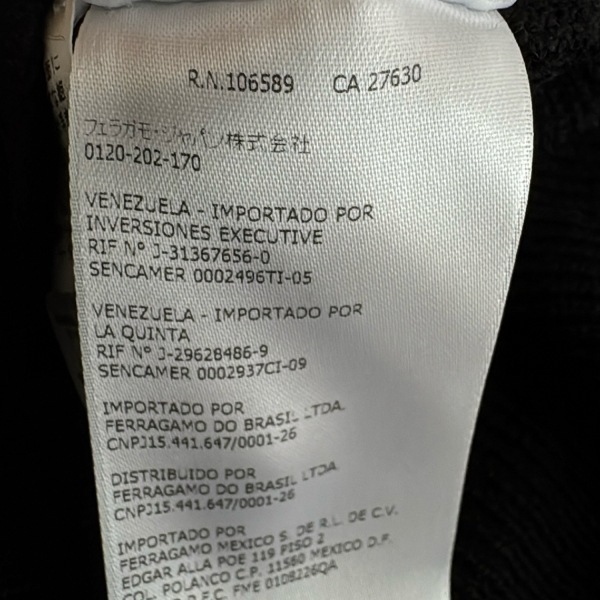 R.N.106589 CA 27630
フェラガモ・ジャパン株式会社
0120-202-170
VENEZUELA - IMPORTADO POR
INVERSIONES EXECUTIVE
RIF Nº J-31367656-0
SENCAMER 0002496TI-05
VENEZUELA - IMPORTADO POR
LA QUINTA
RIF Nº J-29628486-9
SENCAMER 0002937CI-09
IMPORTADO POR
FERRAGAMO DO BRASIL LTDA.
CNPJ15.441.647/0001-26
DISTRIBUIDO POR
FERRAGAMO DO BRASIL LTDA.
CNPJ15.441.647/0001-26
IMPORTADO POR
FERRAGAMO MEXICO S. DE R.L. DE C.V.
EDGAR ALLA POE 119 PISO 2
COL. POLANCO C.P. 11560 MEXICO D.F.
FME 0108226QA